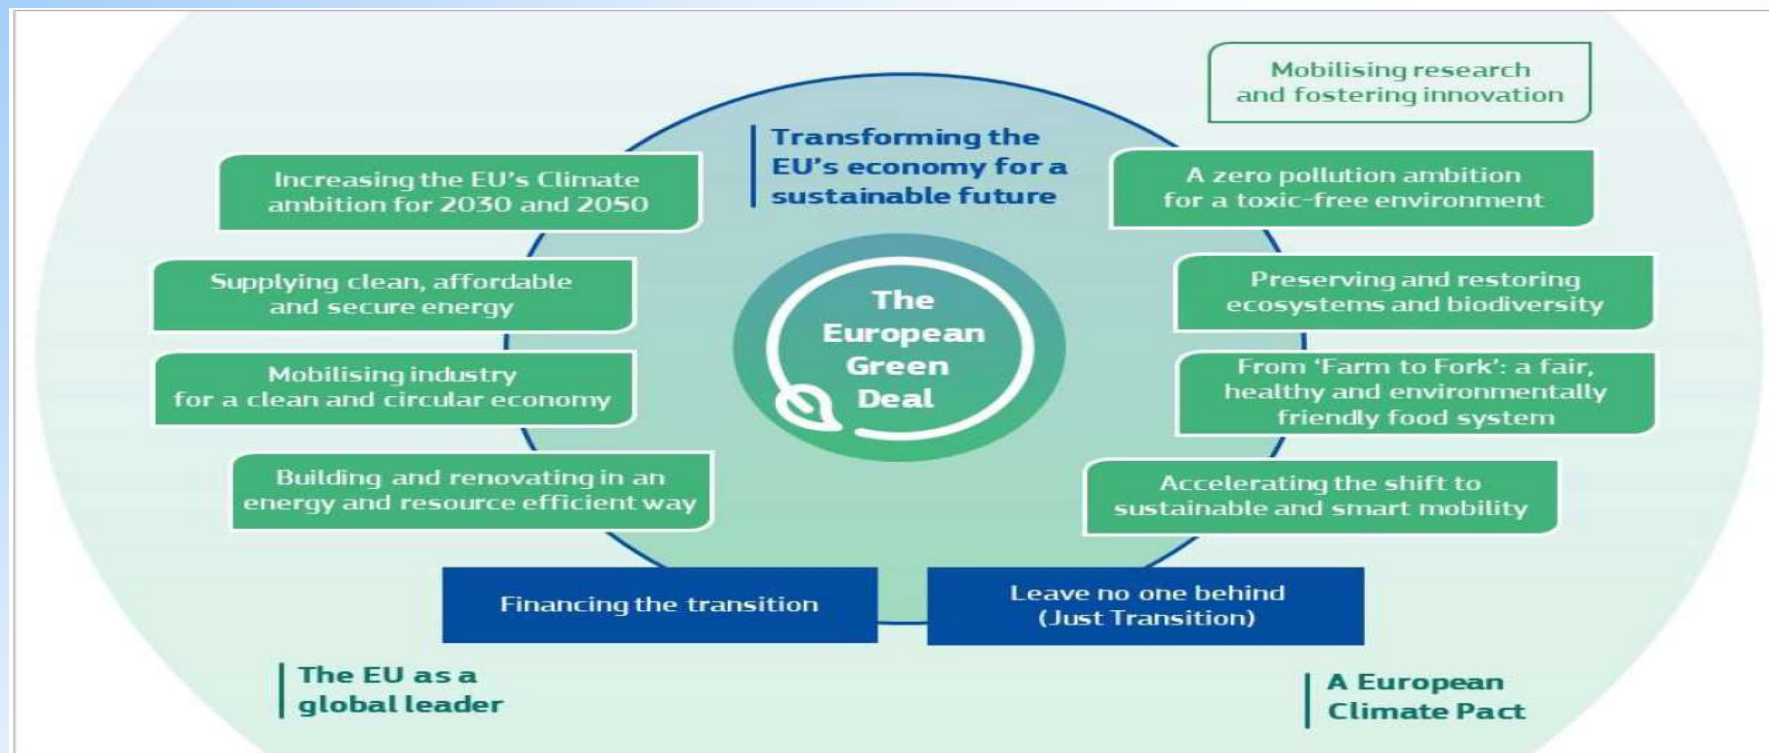 Mobilising research
and fostering innovation
Transforming the
EU's economy for a
sustainable future
Increasing the EU's Climate
ambition for 2030 and 2050
A zero pollution ambition
for a toxic-free environment
Supplying clean, affordable
and secure energy
Preserving and restoring
ecosystems and biodiversity
The
European
Green
Deal
Mobilising industry
for a clean and circular economy
From ‘Farm to Fork’: a fair,
healthy and environmentally
friendly food system
Building and renovating in an
energy and resource efficient way
Accelerating the shift to
sustainable and smart mobility
Financing the transition
Leave no one behind
(Just Transition)
The EU as a
global leader
A European
Climate Pact